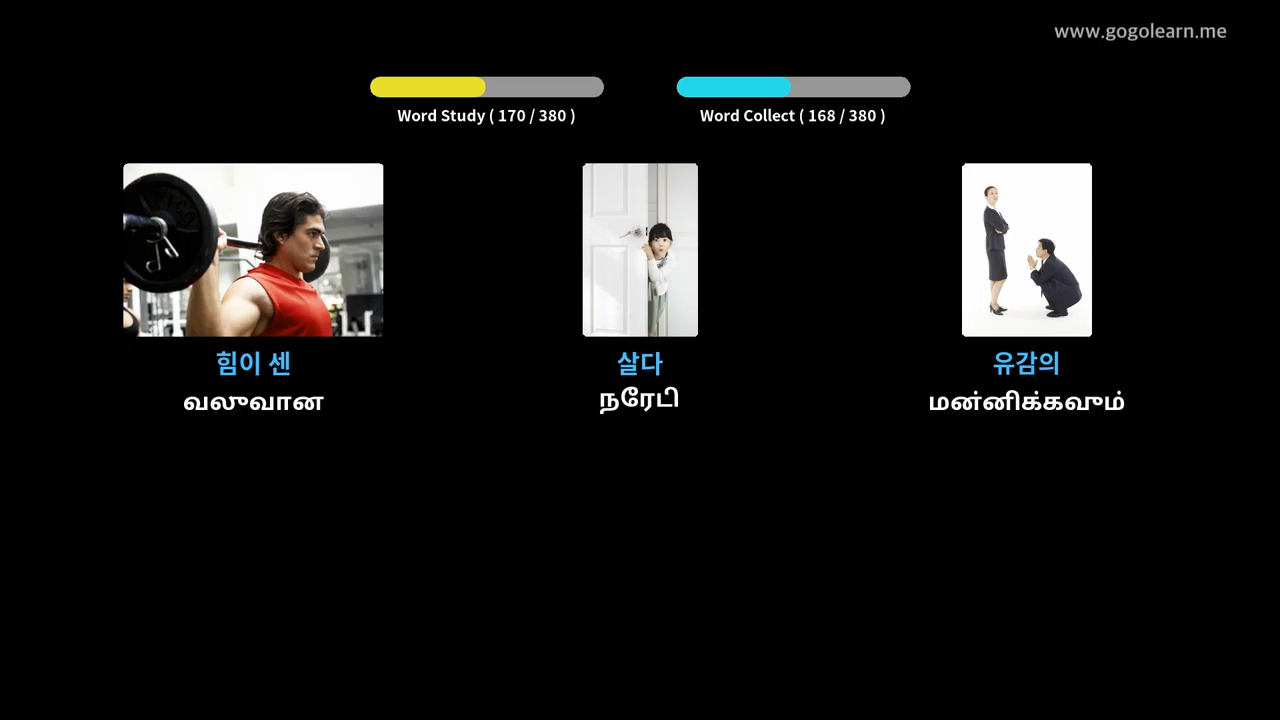 www.gogolearn.me
Word Study ( 170 / 380 )
Word Collect ( 168 / 380 )
힘이 센
살다
유감의
வலுவான
நரேடி
மன்னிக்கவும்